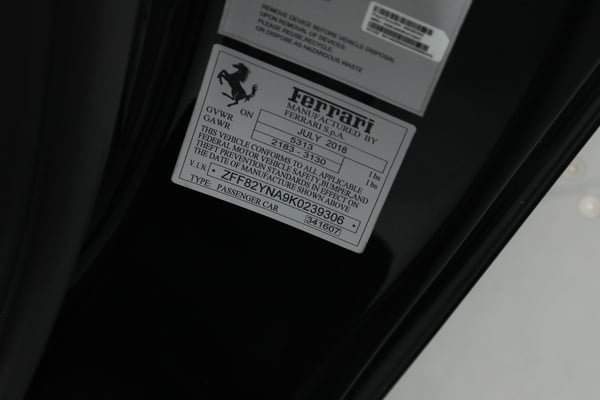 REMOVE DEVICE BEFORE VEHICLE DISPOSAL
UPON REMOVAL OF DEVICES.
PLEASE REUSE, RECYCLE,
OR DISPOSE AS HAZARDOUS WASTE
Ferrari
MANUFACTURED BY
FERRARI S.p.A.
ON JULY 2018
GVWR 5313 lbs
GAWR 2183 - 3130 lbs
THIS VEHICLE CONFORMS TO ALL APPLICABLE
FEDERAL MOTOR VEHICLE SAFETY BUMPER, AND
THEFT PREVENTION STANDARDS IN EFFECT ON
THE DATE OF MANUFACTURE SHOWN ABOVE
V.I.N. * ZFF82YNA9K0239306 *
TYPE: PASSENGER CAR 341607